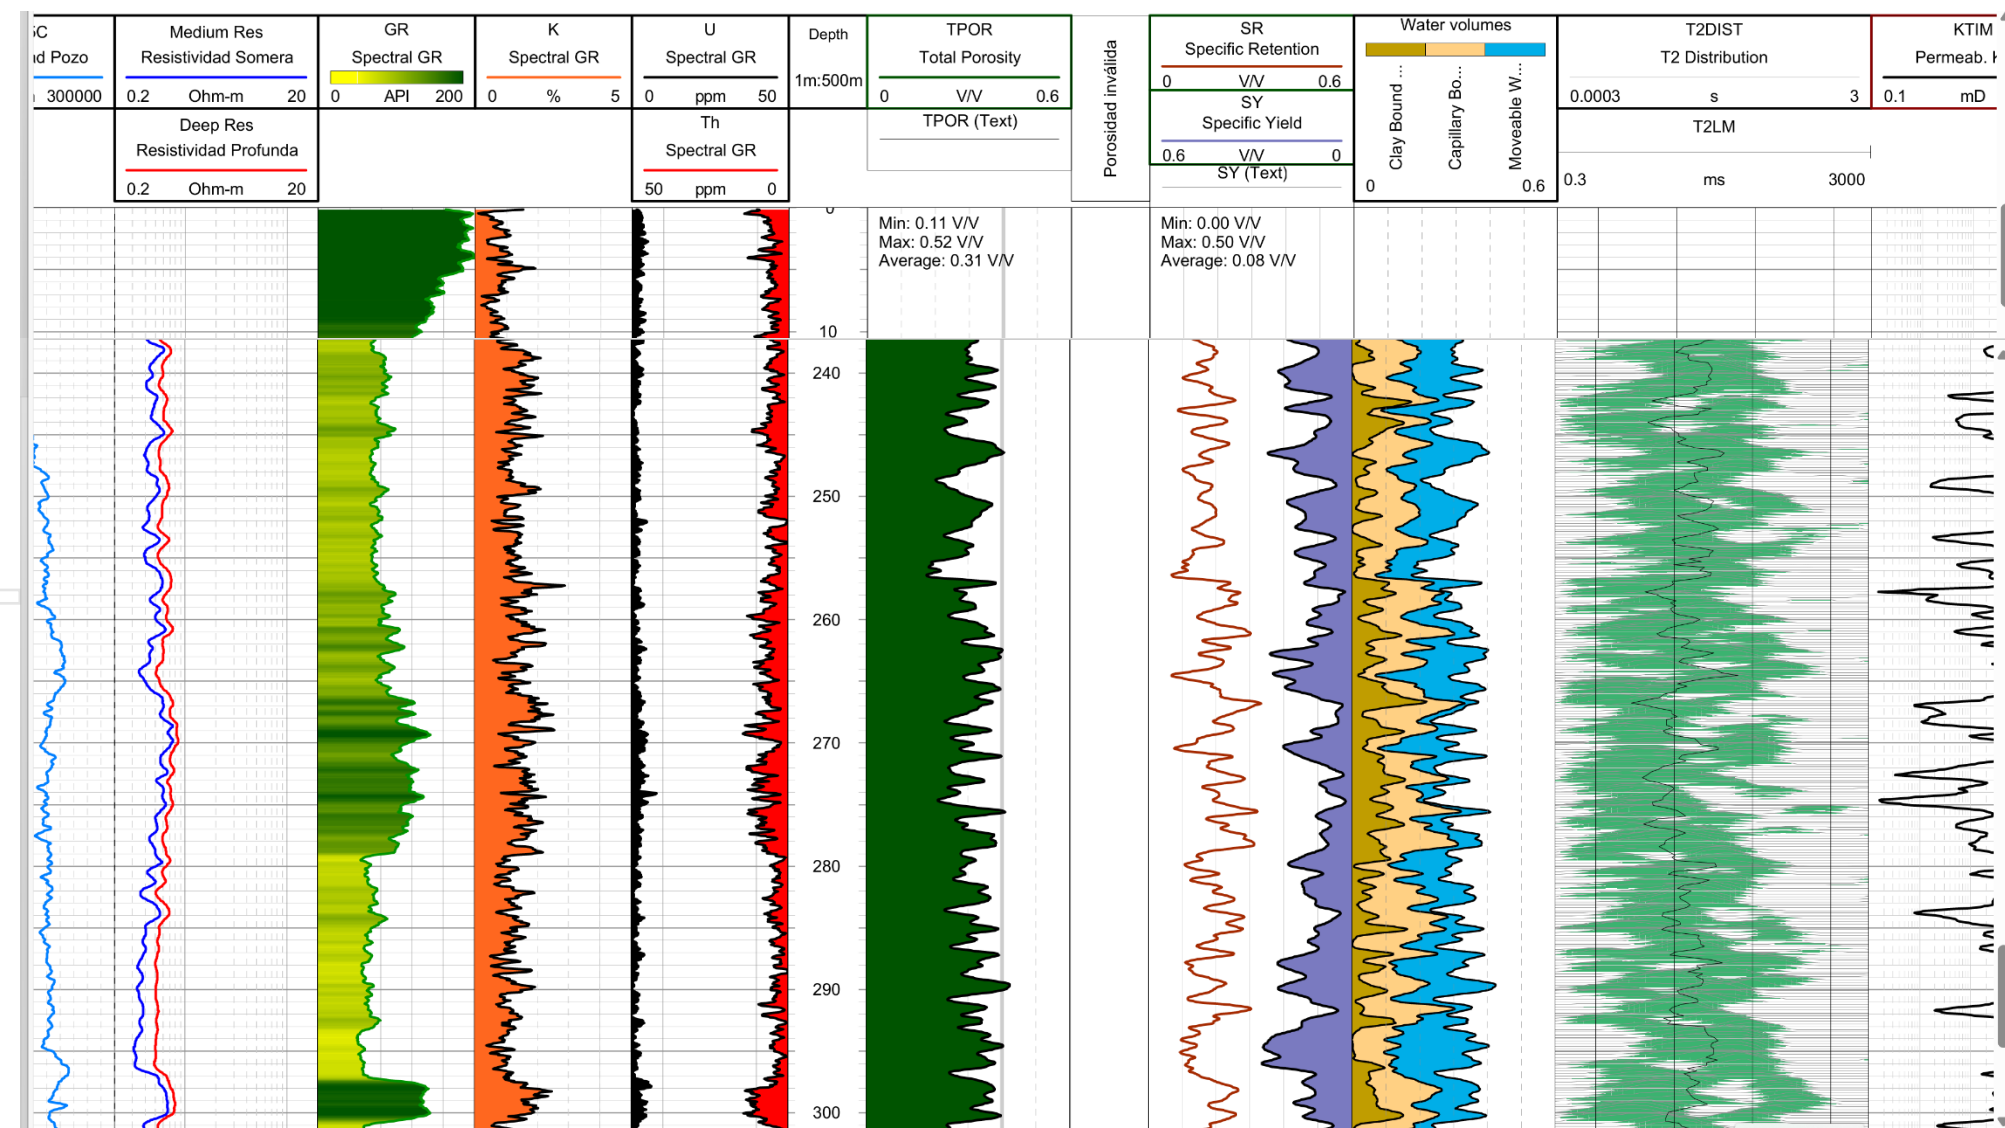 Medium Res
Resistividad Somera
0.2 Ohm-m 20
Deep Res
Resistividad Profunda
0.2 Ohm-m 20
GR
Spectral GR
0 API 200
K
Spectral GR
0 % 5
U
Spectral GR
0 ppm 50
Th
Spectral GR
50 ppm 0
Depth
1m:500m
TPOR
Total Porosity
0 V/V 0.6
TPOR (Text)
Porosidad inválida
SR
Specific Retention
0 V/V 0.6
SY
Specific Yield
0.6 V/V 0
SY (Text)
Water volumes
Clay Bound ...
Capillary Bo...
Moveable W...
0 0.6
T2DIST
T2 Distribution
0.0003 s 3
T2LM
0.3 ms 3000
KTIM
Permeab.
0.1 mD
Pozo
300000
0
10
240
250
260
270
280
290
300
Min: 0.11 V/V
Max: 0.52 V/V
Average: 0.31 V/V
Min: 0.00 V/V
Max: 0.50 V/V
Average: 0.08 V/V